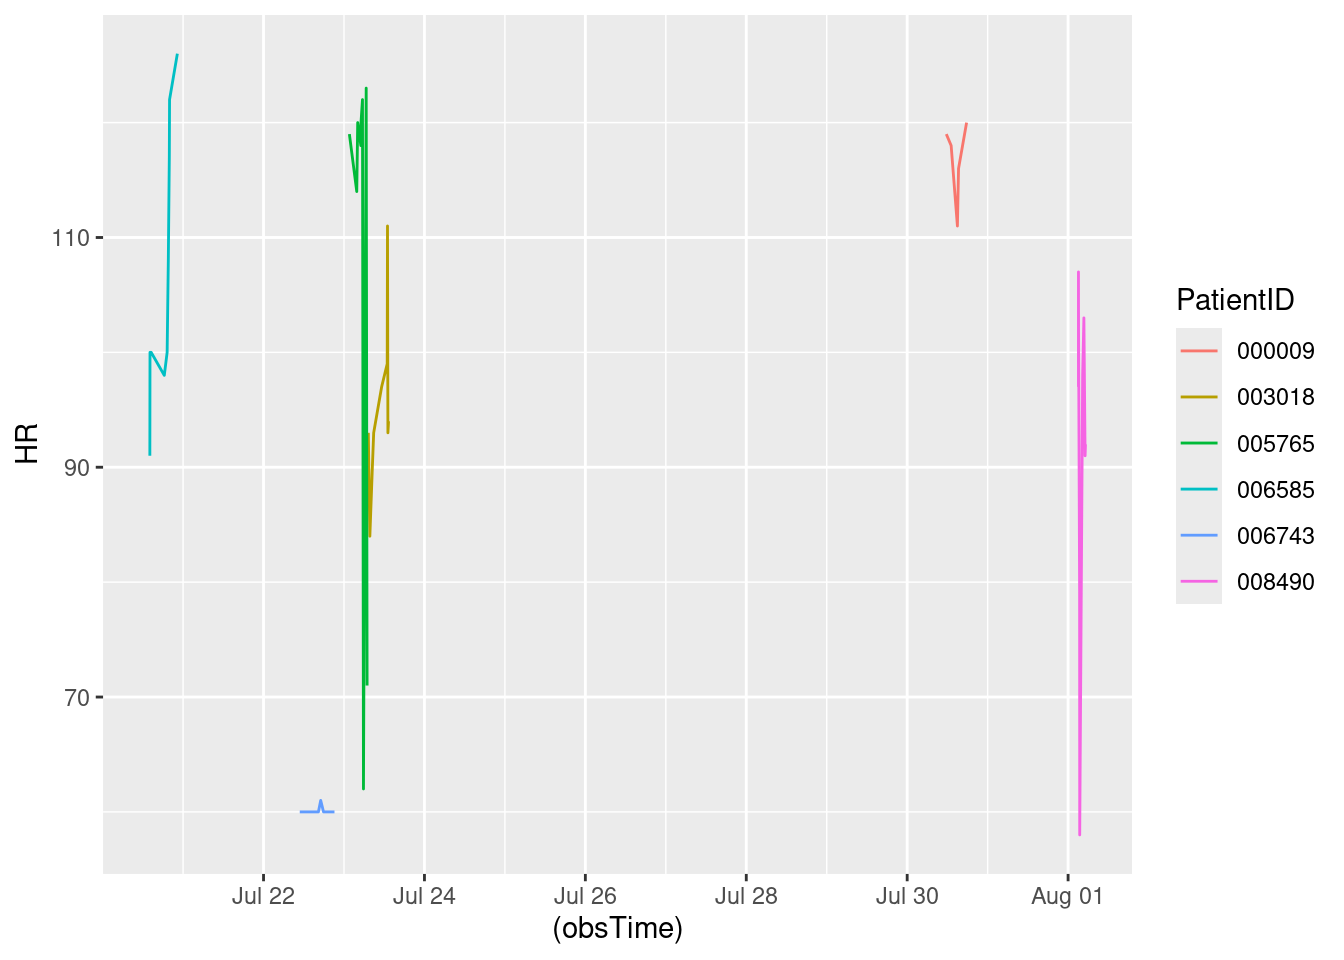 110
90
70
HR
Jul 22
Jul 24
Jul 26
Jul 28
Jul 30
Aug 01
(obsTime)
PatientID
000009
003018
005765
006585
006743
008490